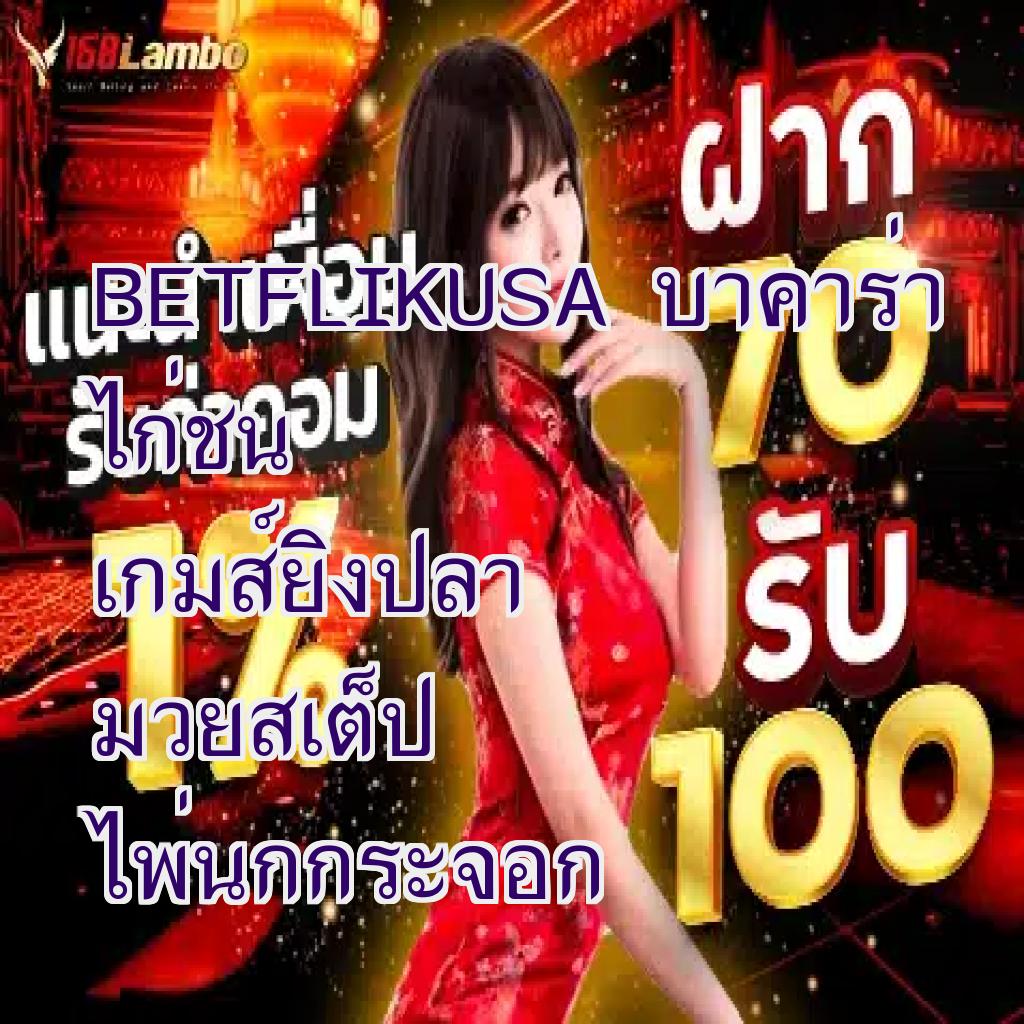 168Lambo
ฝาก
70
รับ
100
1%
BETFLIKUSA บาคาร่า
ไก่ชน
เกมส์ยิงปลา
มวยสเต็ป
ไพ่นกกระจอก